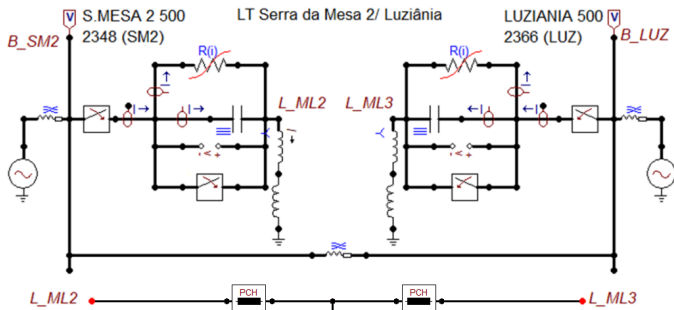 S.MESA 2 500
LT Serra da Mesa 2/ Luziânia
LUZIANIA 500
B_SM2
2348 (SM2)
2366 (LUZ)
B_LUZ
V
V
R(i)
R(i)
I
I
I
I
I
I
L_ML2
L_ML3
I
- < +
- < +
L_ML2
PCH
PCH
L_ML3